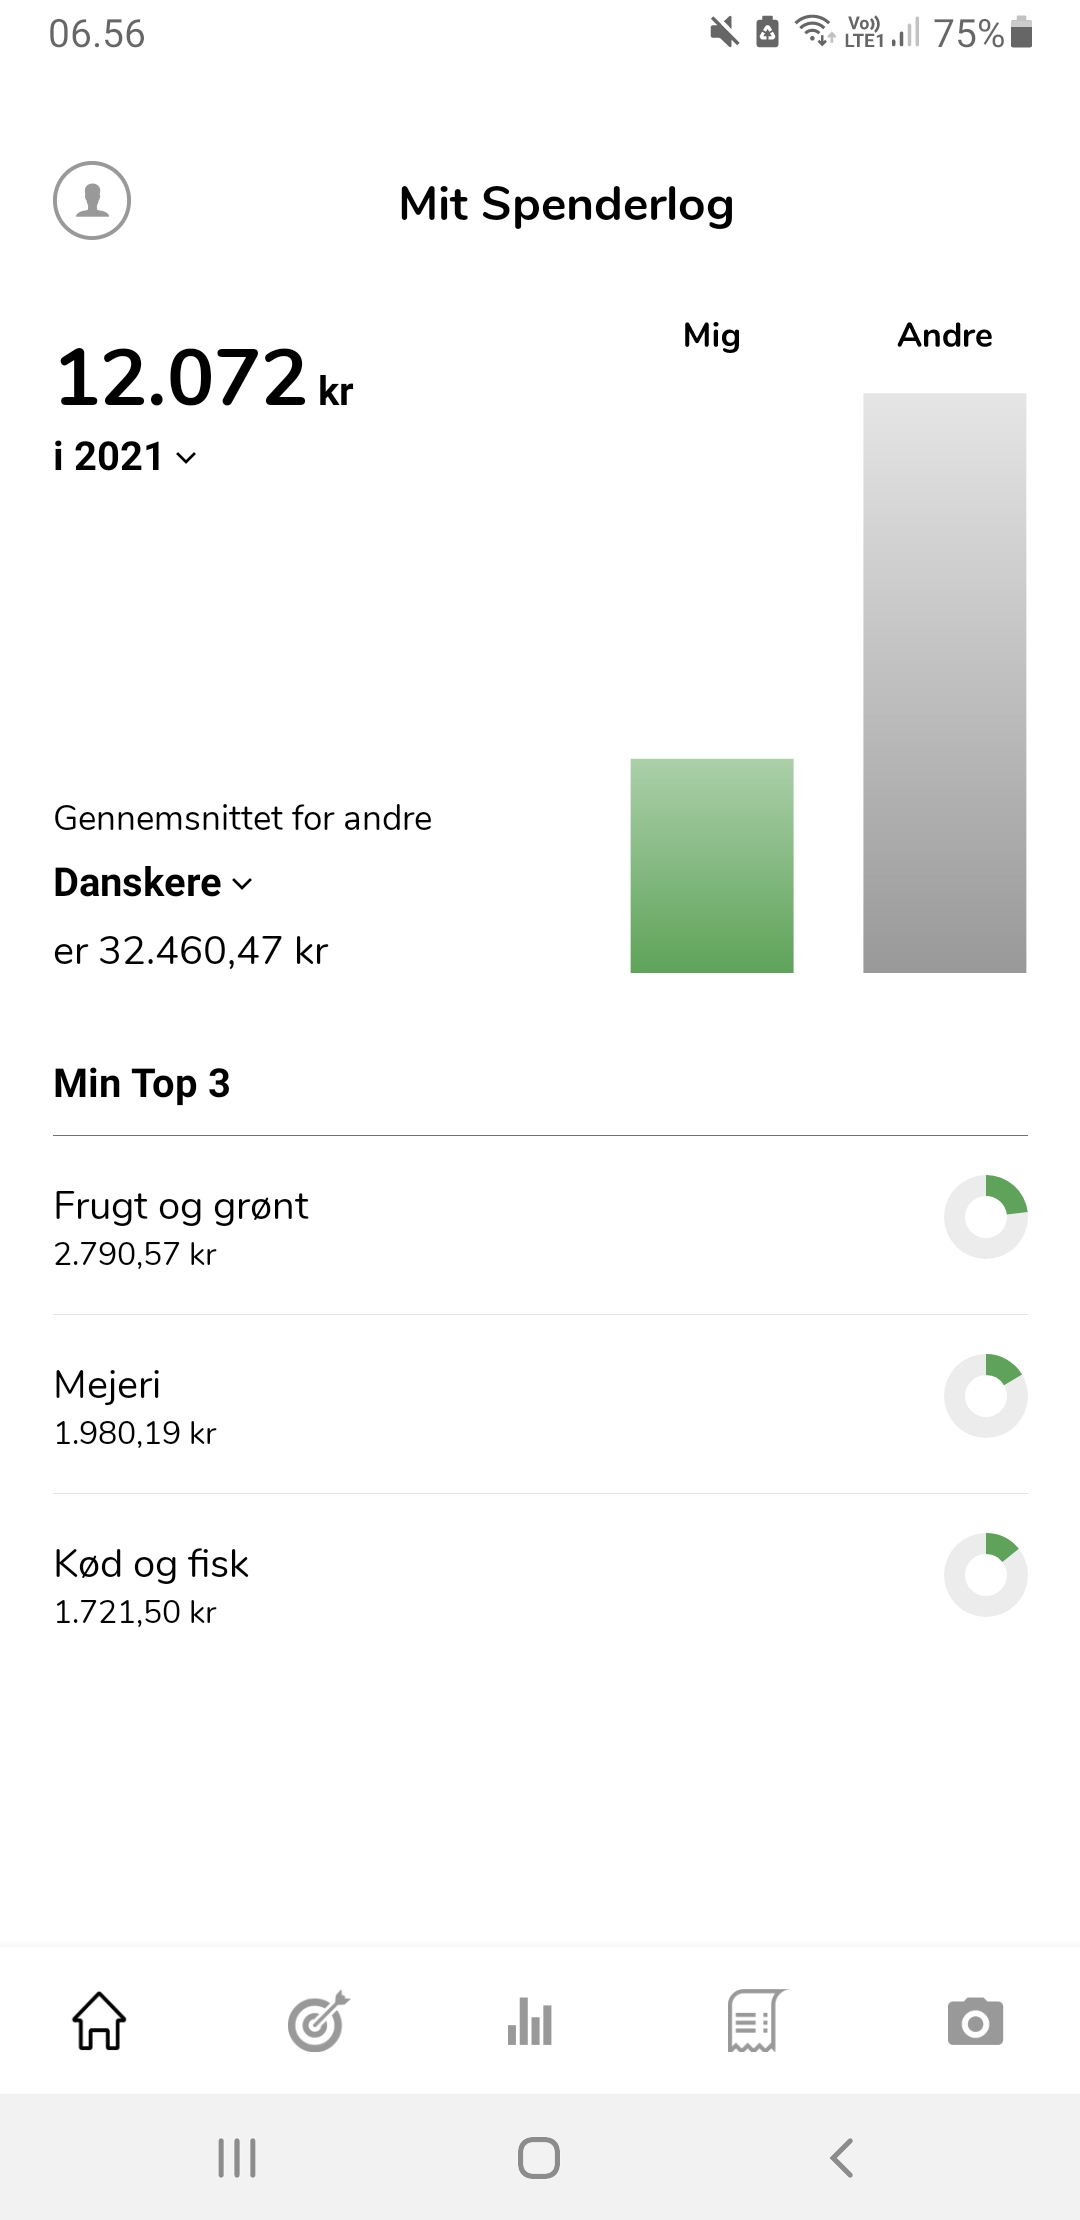 06.56
Vo)) LTE1 75%
Mit Spenderlog
Mig Andre
12.072 kr
i 2021
Gennemsnittet for andre
Danskere
er 32.460,47 kr
Min Top 3
Frugt og grønt
2.790,57 kr
Mejeri
1.980,19 kr
Kød og fisk
1.721,50 kr